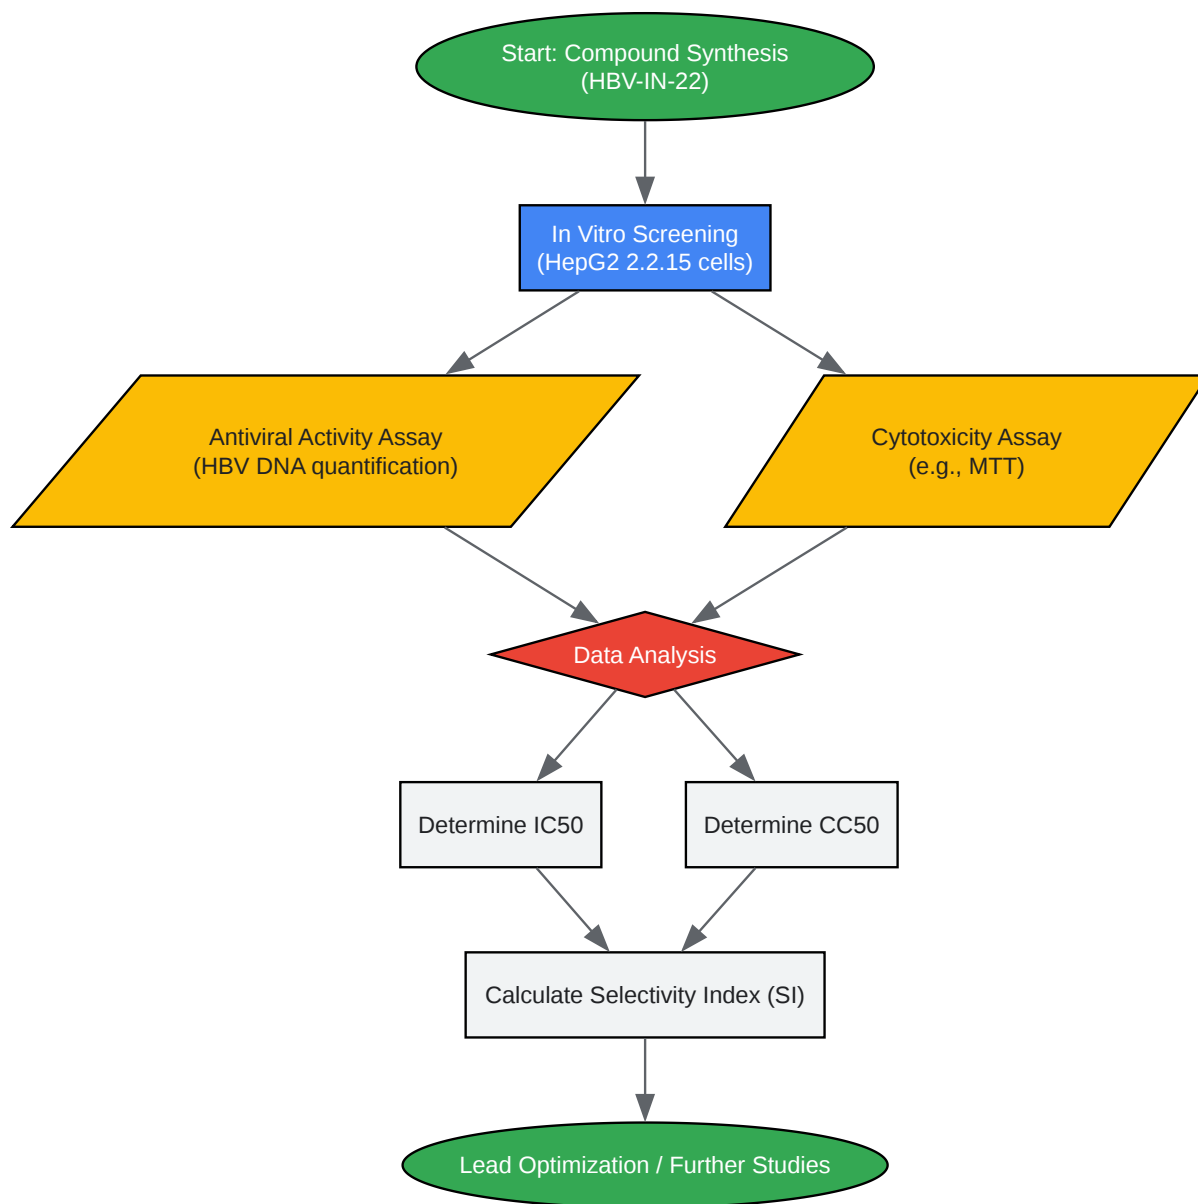 Start: Compound Synthesis
(HBV-IN-22)
In Vitro Screening
(HepG2 2.2.15 cells)
Antiviral Activity Assay
(HBV DNA quantification)
Cytotoxicity Assay
(e.g., MTT)
Data Analysis
Determine IC50
Determine CC50
Calculate Selectivity Index (SI)
Lead Optimization / Further Studies